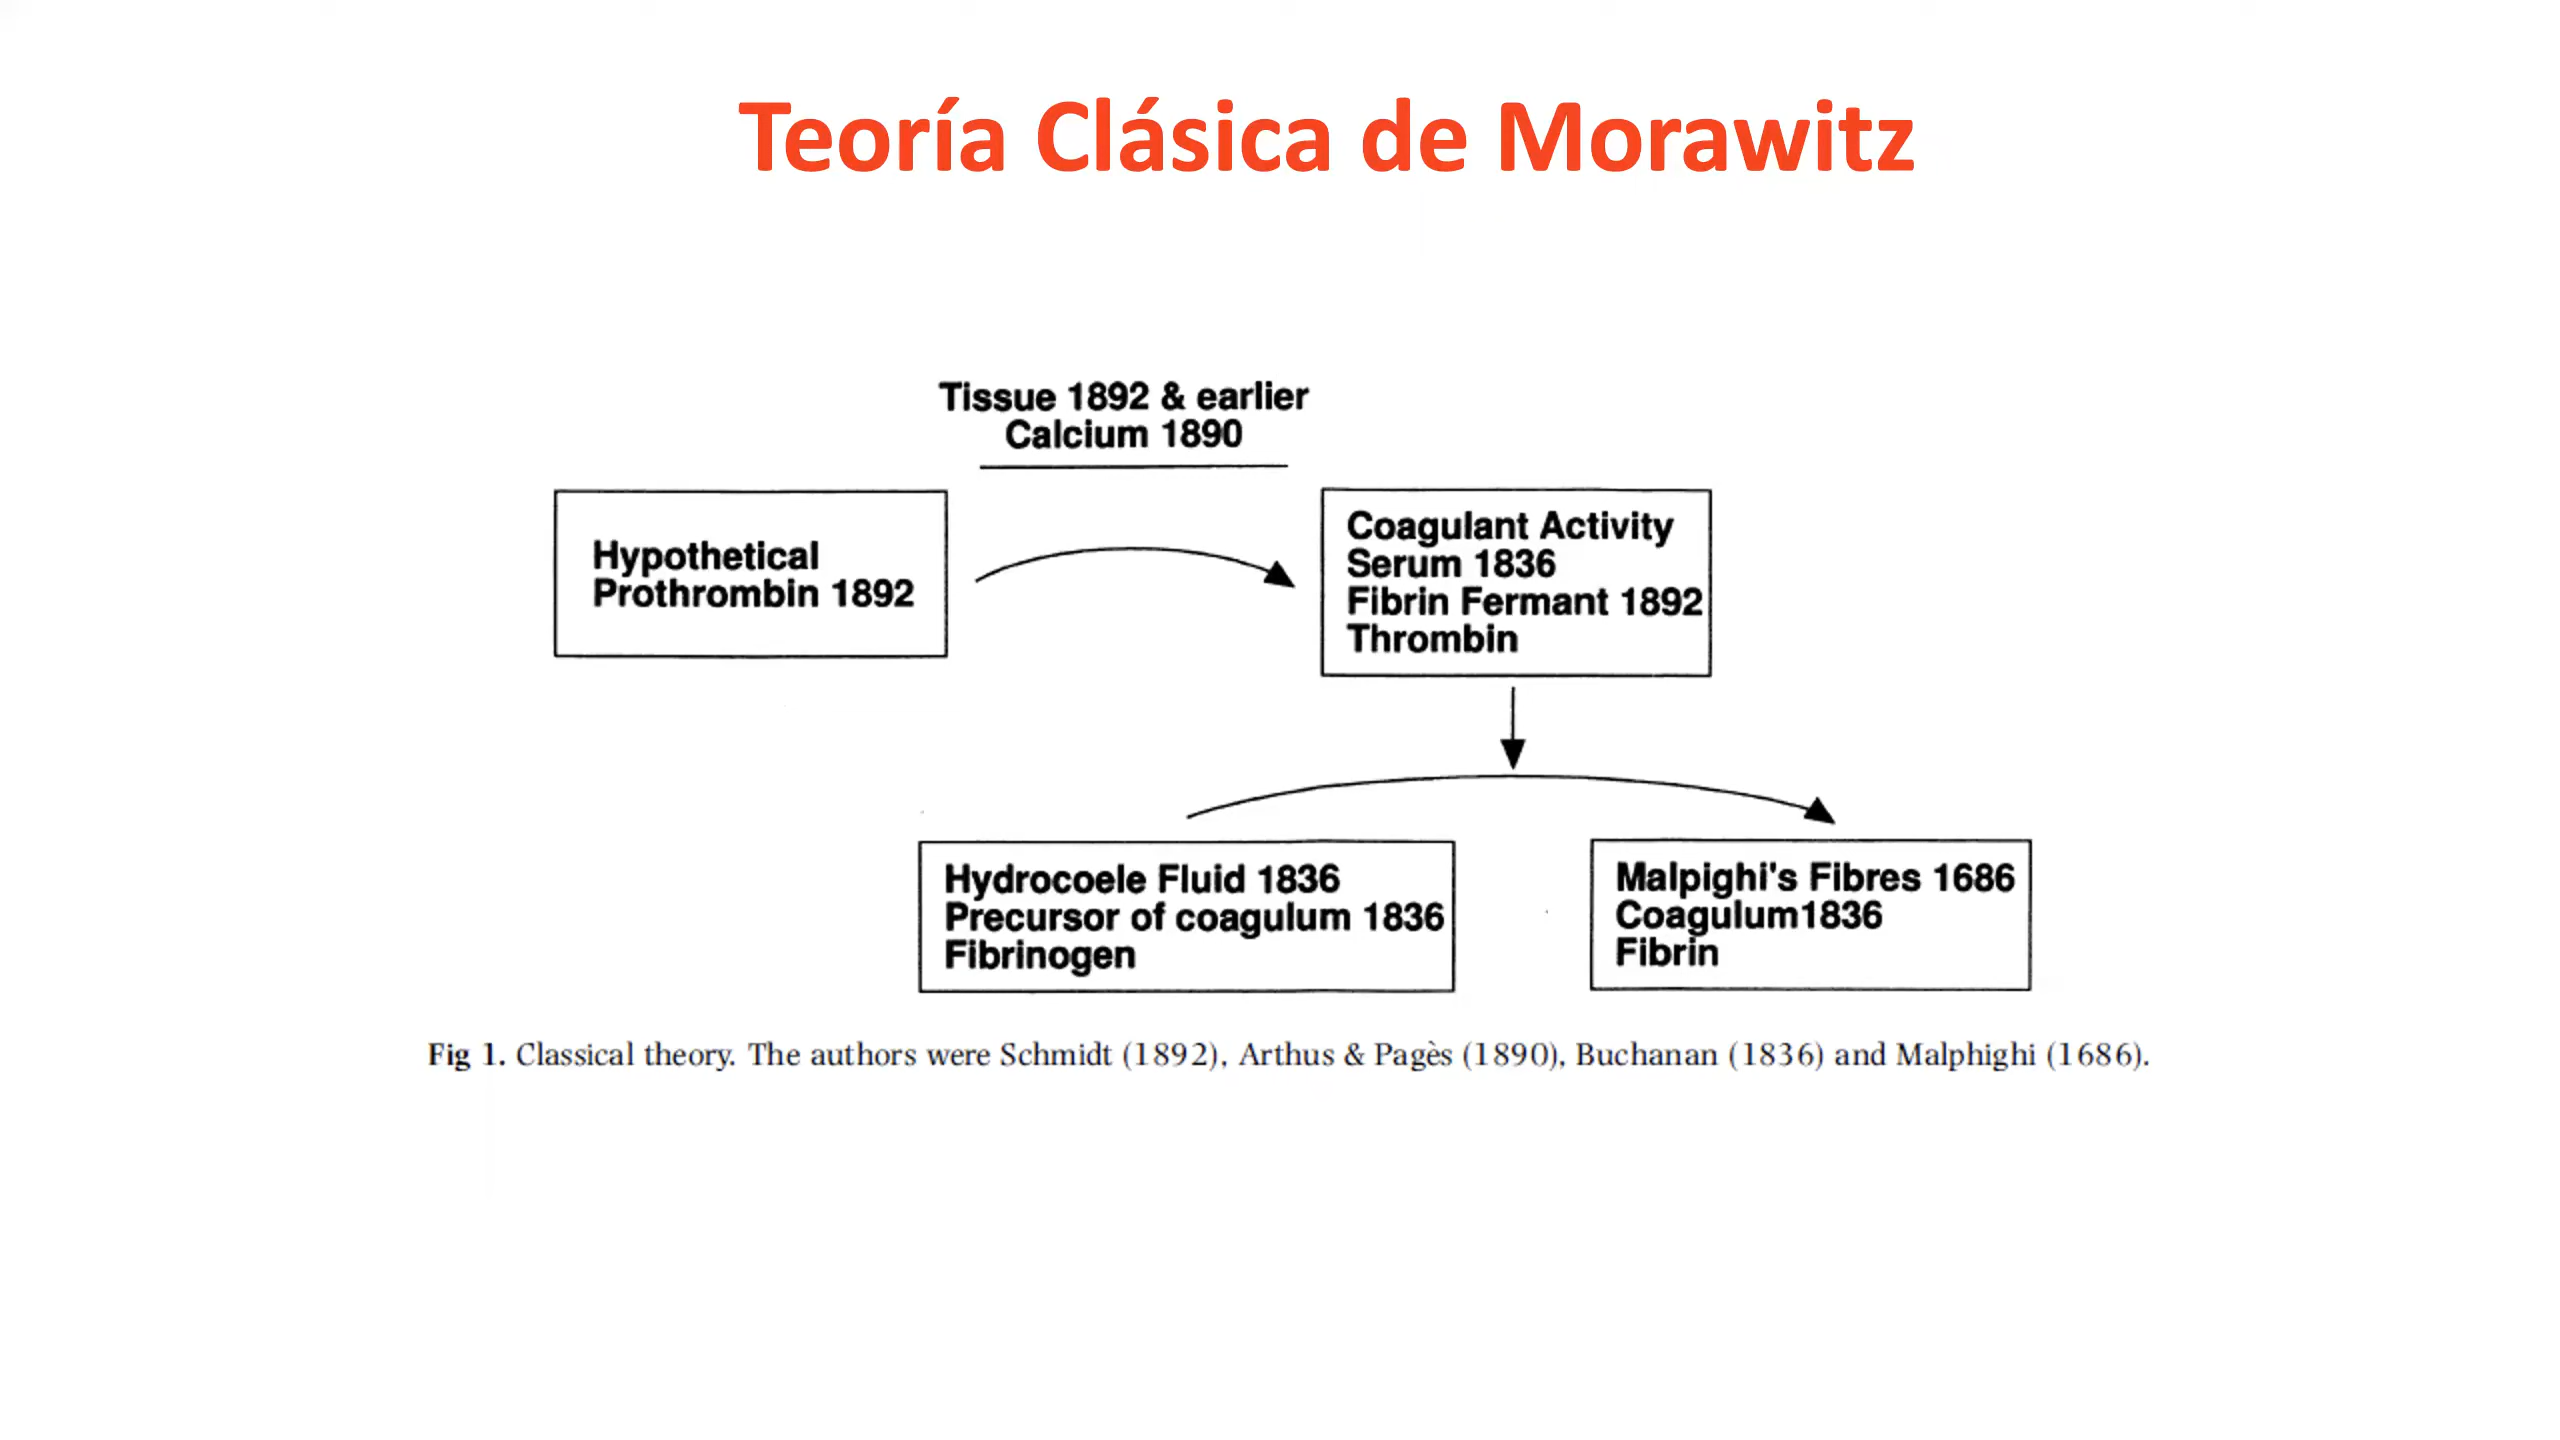 Teoría Clásica de Morawitz
Tissue 1892 & earlier
Calcium 1890
Hypothetical
Prothrombin 1892
Coagulant Activity
Serum 1836
Fibrin Fermant 1892
Thrombin
Hydrocoele Fluid 1836
Precursor of coagulum 1836
Fibrinogen
Malpighi's Fibres 1686
Coagulum1836
Fibrin
Fig 1. Classical theory. The authors were Schmidt (1892), Arthus & Pagès (1890), Buchanan (1836) and Malphighi (1686).